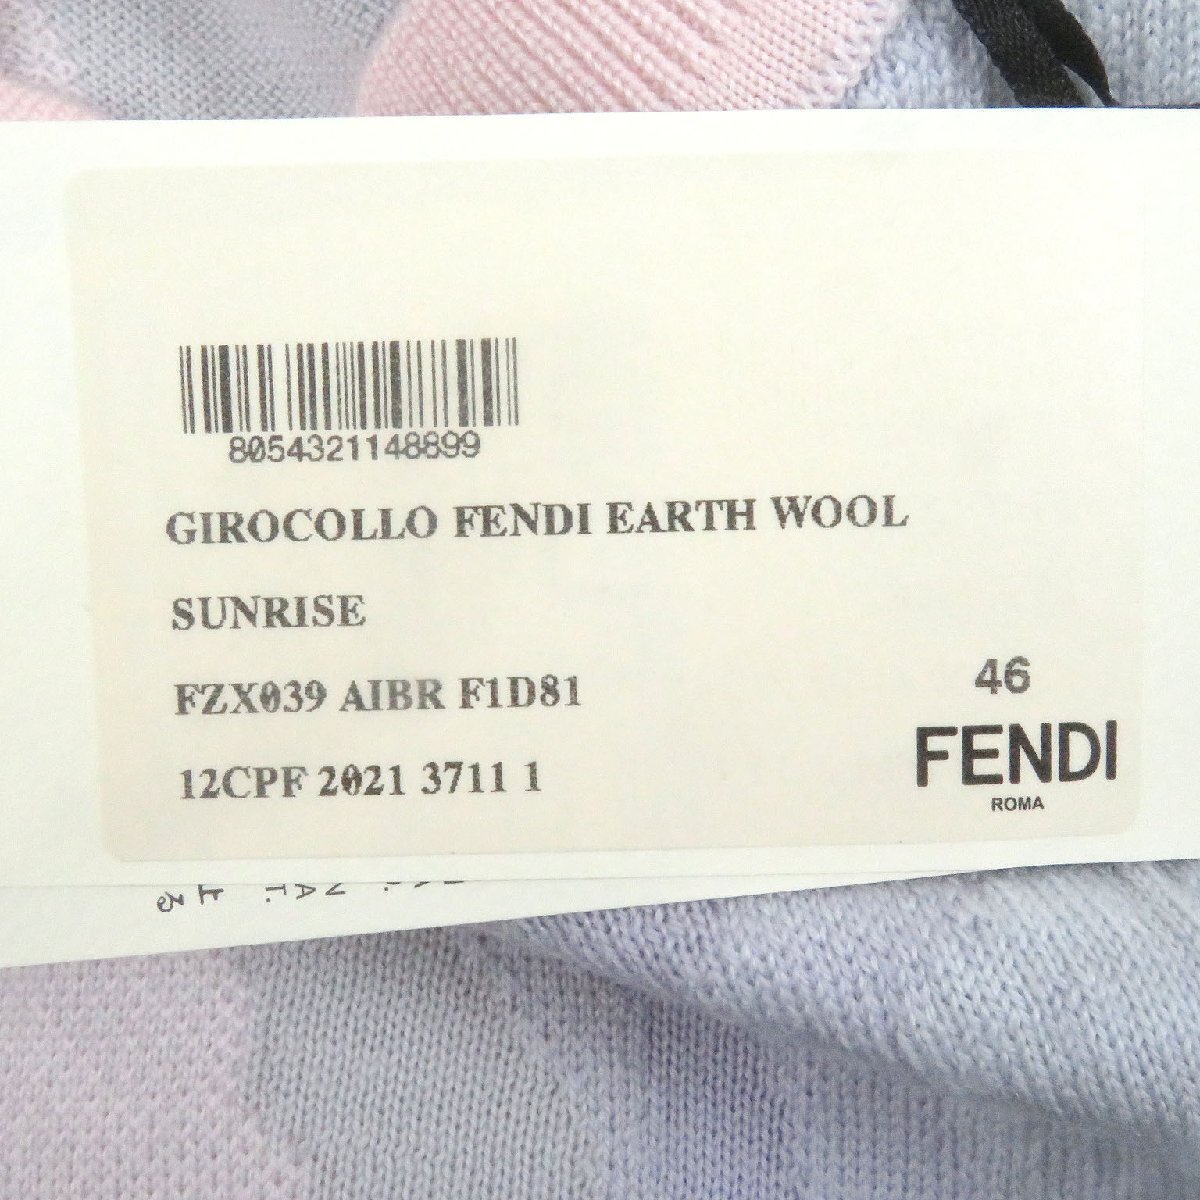 8054321148899
GIROCOLLO FENDI EARTH WOOL
SUNRISE
FZX039 AIBR F1D81
12CPF 2021 3711 1
46
FENDI
ROMA